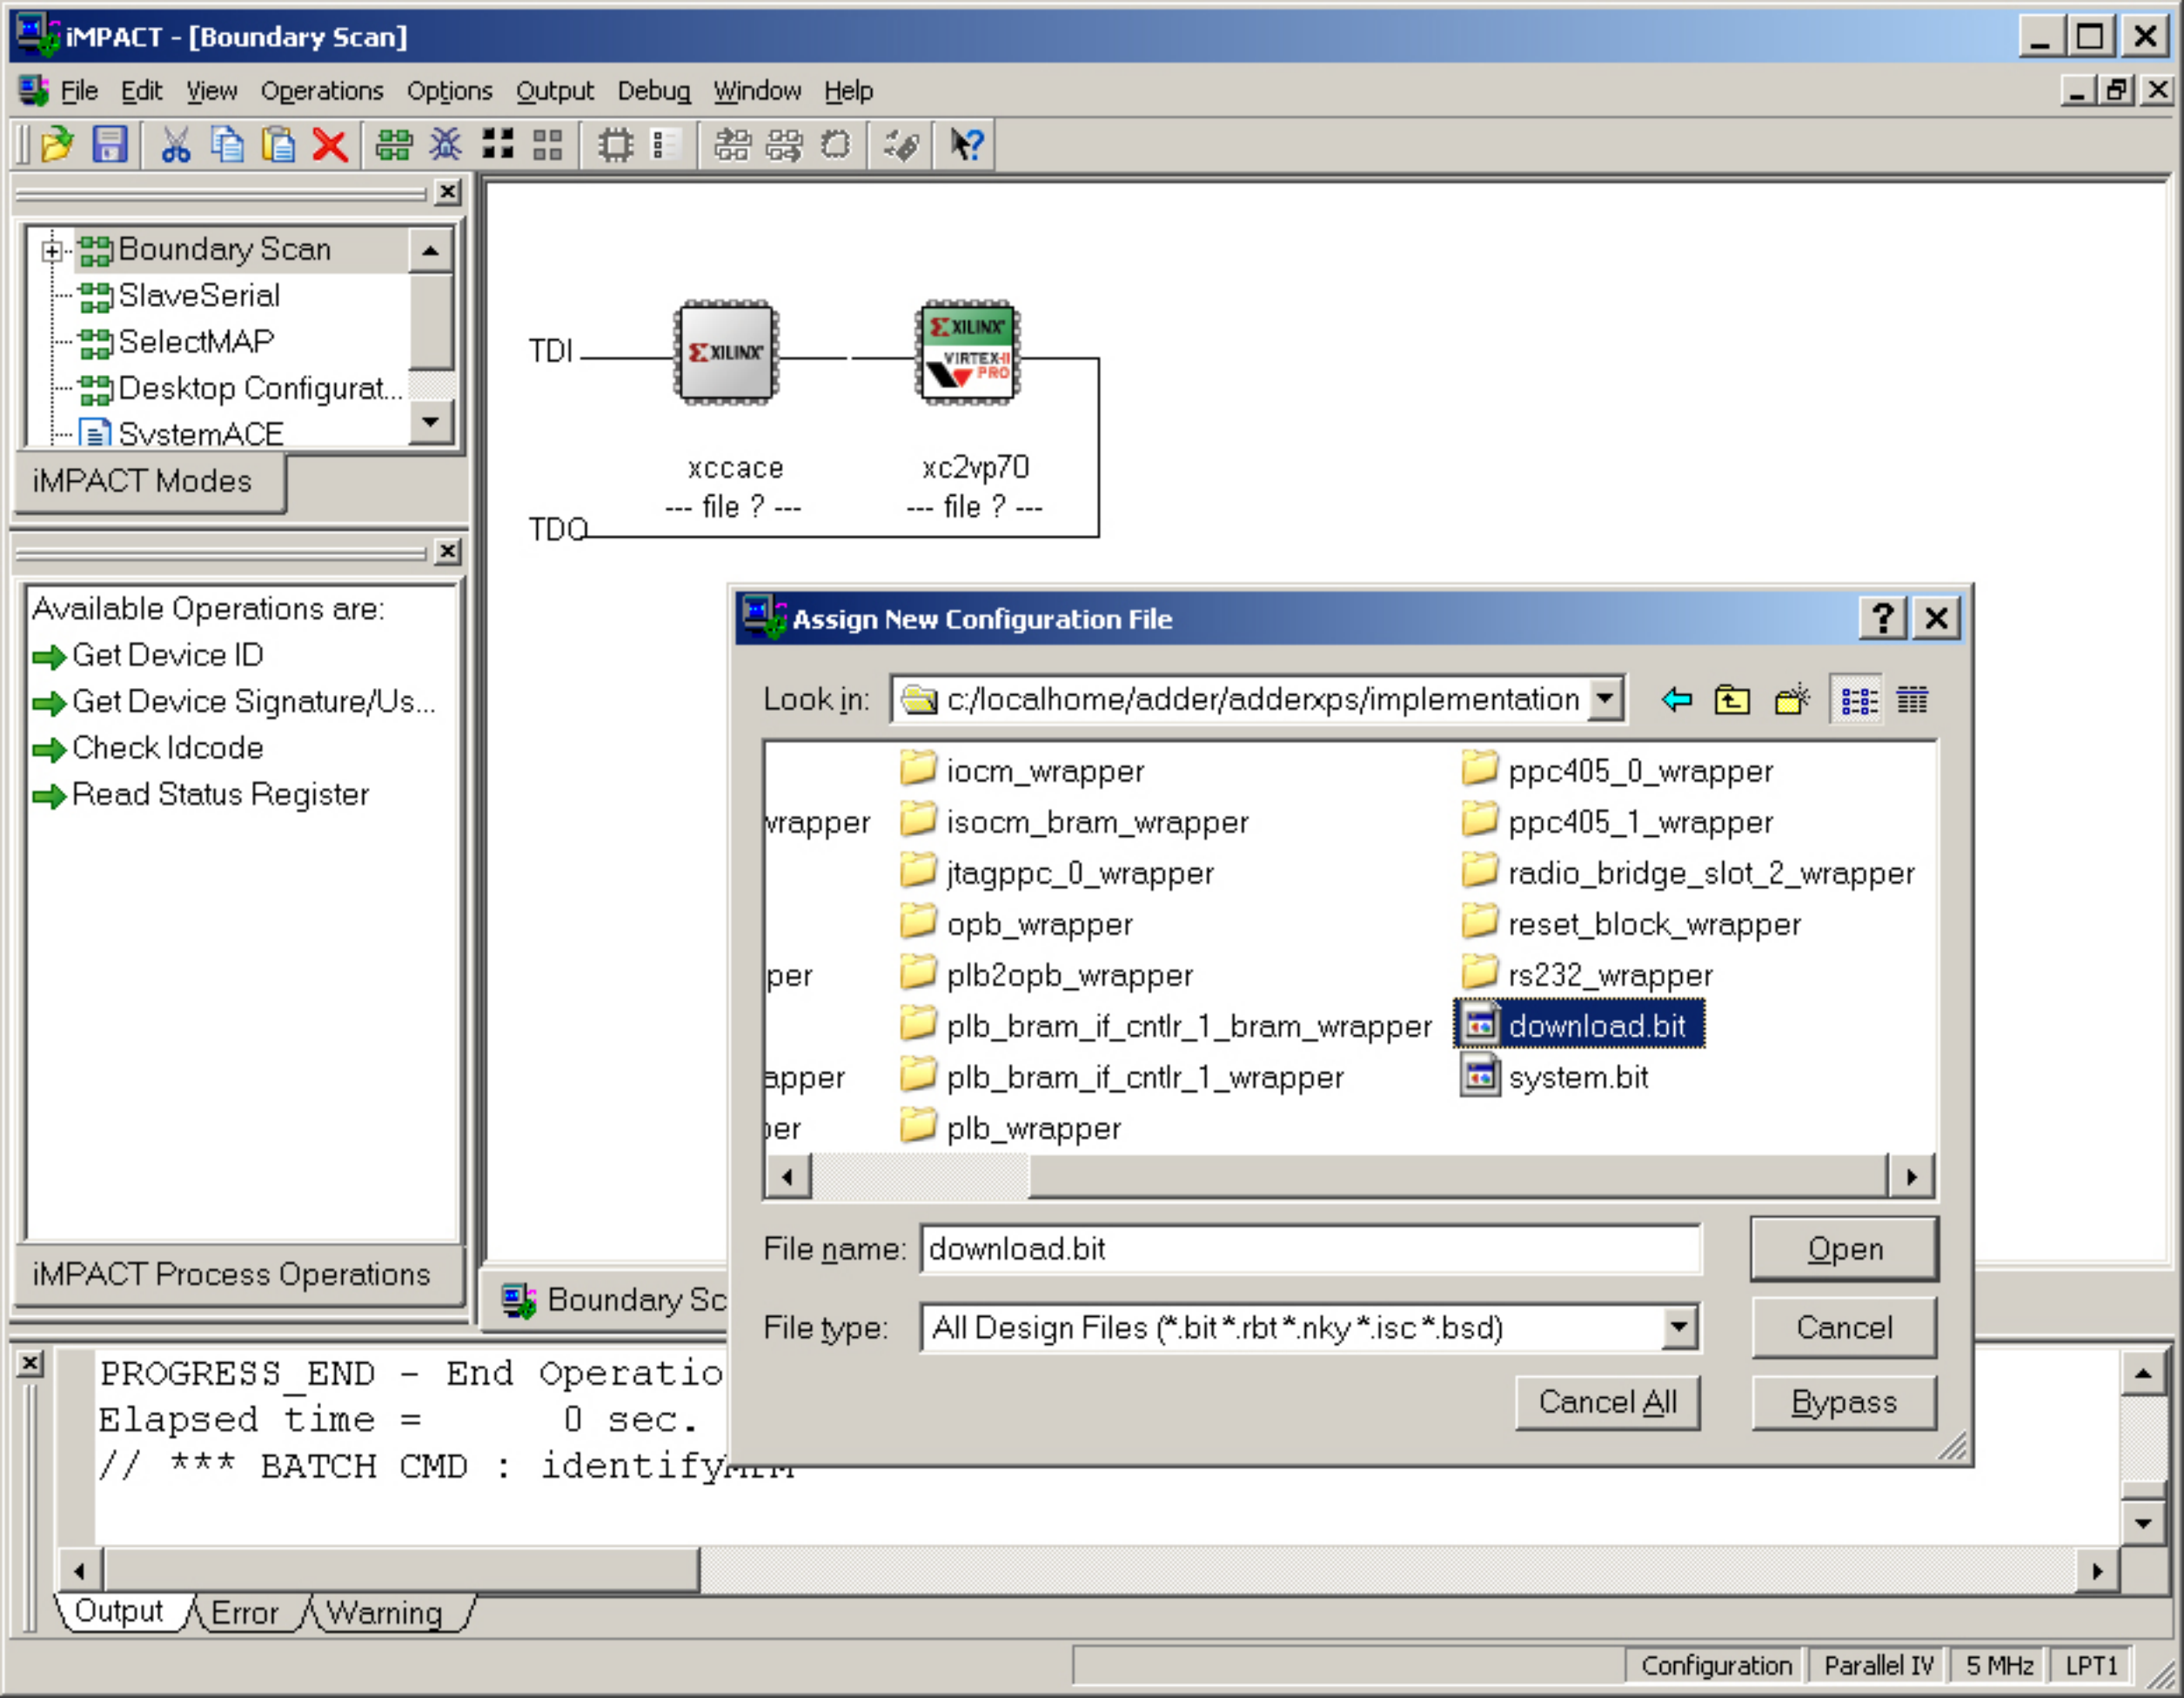 iMPACT - [Boundary Scan]
File Edit View Operations Options Output Debug Window Help
Boundary Scan
SlaveSerial
SelectMAP
Desktop Configurat...
SystemACE
iMPACT Modes
Available Operations are:
Get Device ID
Get Device Signature/Us...
Check Idcode
Read Status Register
iMPACT Process Operations
TDI
XILINX
XILINX
VIRTEX-II
PRO
xccace
xc2vp70
--- file ? ---
--- file ? ---
TDO
Boundary Sc
Assign New Configuration File
Look in: c:/localhome/adder/adderxps/implementation
iocm_wrapper
ppc405_0_wrapper
wrapper
isocm_bram_wrapper
ppc405_1_wrapper
jtagppc_0_wrapper
radio_bridge_slot_2_wrapper
opb_wrapper
reset_block_wrapper
per
plb2opb_wrapper
rs232_wrapper
plb_bram_if_cntlr_1_bram_wrapper
download.bit
apper
plb_bram_if_cntlr_1_wrapper
system.bit
per
plb_wrapper
File name: download.bit
Open
File type: All Design Files (*.bit *.rbt *.nky *.isc *.bsd)
Cancel
Cancel All
Bypass
PROGRESS_END - End Operatio
Elapsed time = 0 sec.
// *** BATCH CMD : identifyMPM
Output Error Warning
Configuration Parallel IV 5 MHz LPT1